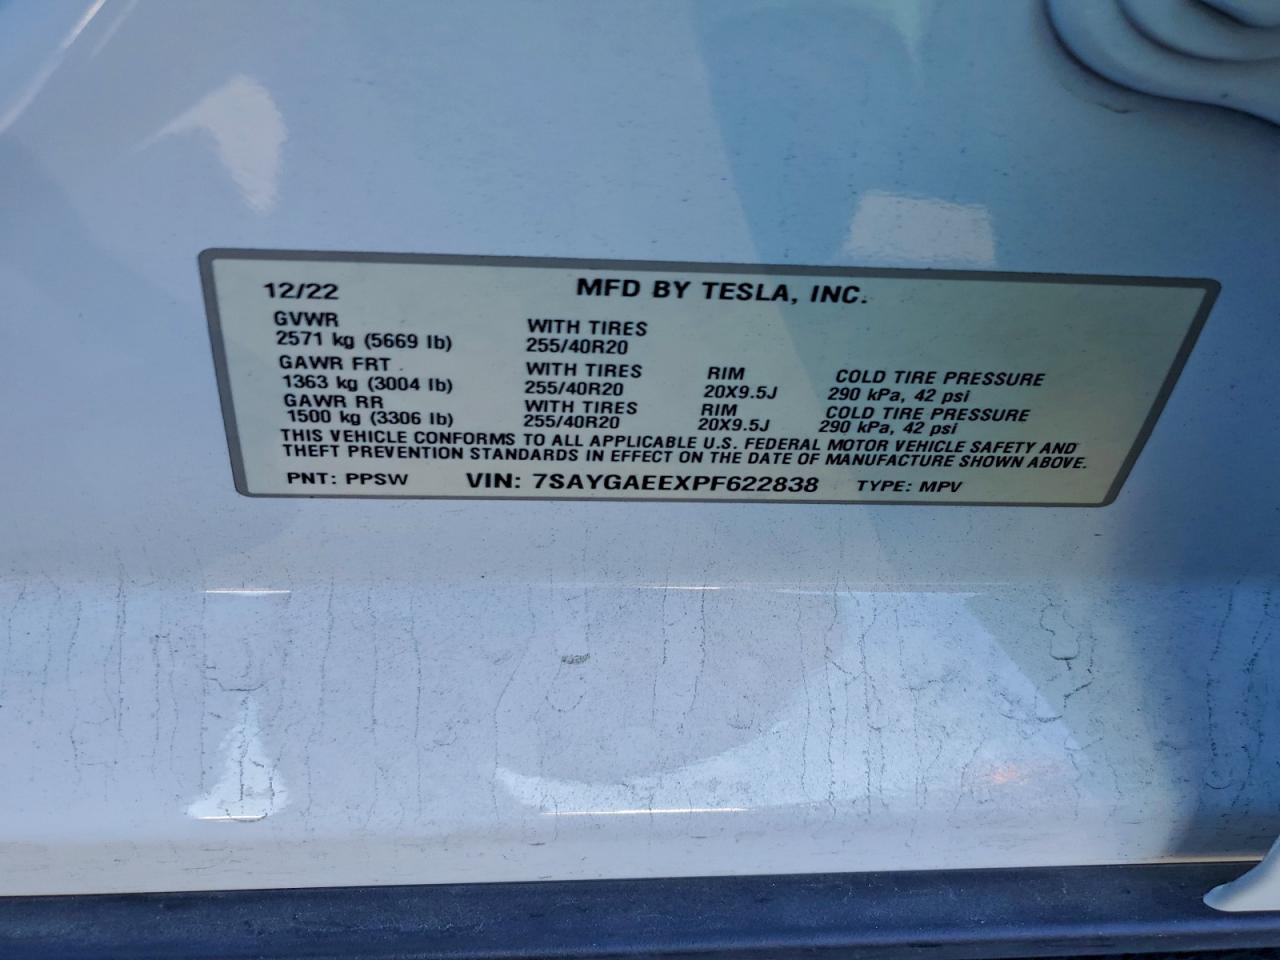 12/22 MFD BY TESLA, INC.
GVWR
2571 kg (5669 lb) WITH TIRES 255/40R20
GAWR FRT
1363 kg (3004 lb) WITH TIRES 255/40R20 RIM 20X9.5J COLD TIRE PRESSURE 290 kPa, 42 psi
GAWR RR
1500 kg (3306 lb) WITH TIRES 255/40R20 RIM 20X9.5J COLD TIRE PRESSURE 290 kPa, 42 psi
THIS VEHICLE CONFORMS TO ALL APPLICABLE U.S. FEDERAL MOTOR VEHICLE SAFETY AND
THEFT PREVENTION STANDARDS IN EFFECT ON THE DATE OF MANUFACTURE SHOWN ABOVE.
PNT: PPSW VIN: 7SAYGAEEXPF622838 TYPE: MPV